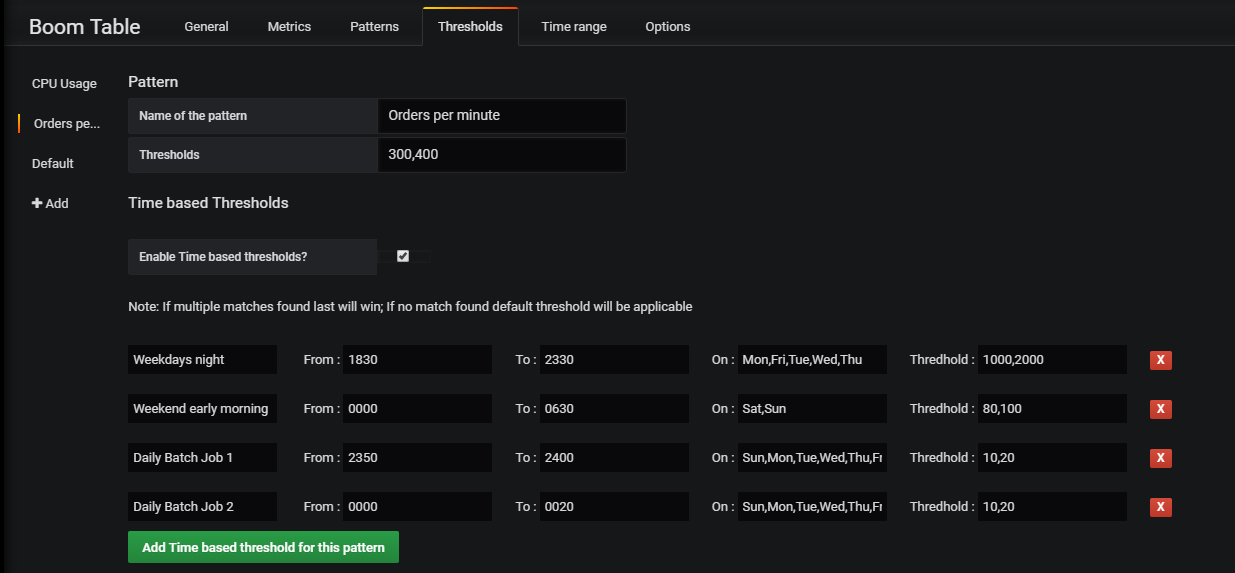 Boom Table General Metrics Patterns Thresholds Time range Options
CPU Usage
Orders pe...
Default
+ Add
Pattern
Name of the pattern Orders per minute
Thresholds 300,400
Time based Thresholds
Enable Time based thresholds?
Note: If multiple matches found last will win; If no match found default threshold will be applicable
Weekdays night From : 1830 To : 2330 On : Mon,Fri,Tue,Wed,Thu Thredhold : 1000,2000 X
Weekend early morning From : 0000 To : 0630 On : Sat,Sun Thredhold : 80,100 X
Daily Batch Job 1 From : 2350 To : 2400 On : Sun,Mon,Tue,Wed,Thu,Fr Thredhold : 10,20 X
Daily Batch Job 2 From : 0000 To : 0020 On : Sun,Mon,Tue,Wed,Thu,Fr Thredhold : 10,20 X
Add Time based threshold for this pattern